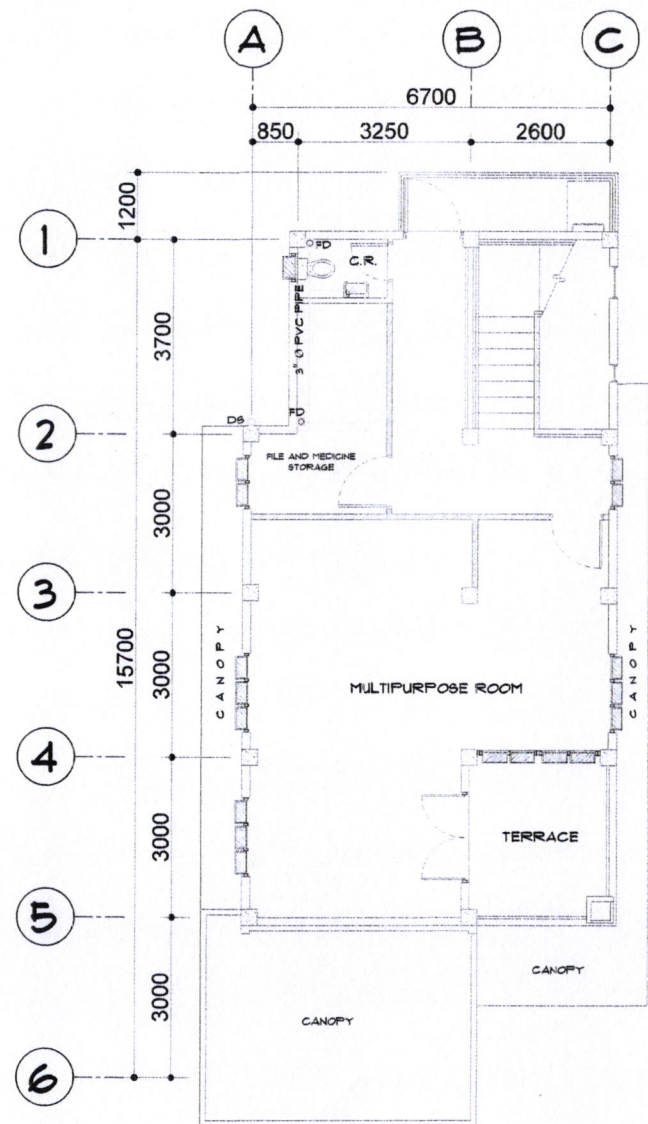 A B C
6700
850 3250 2600
1200
1
FD
C.R.
3" Ø PVC PIPE
3700
2
DS
FD
FILE AND MEDICINE
STORAGE
3000
3
15700
CANOPY
CANOPY
3000
MULTIPURPOSE ROOM
4
TERRACE
3000
5
CANOPY
3000
CANOPY
6